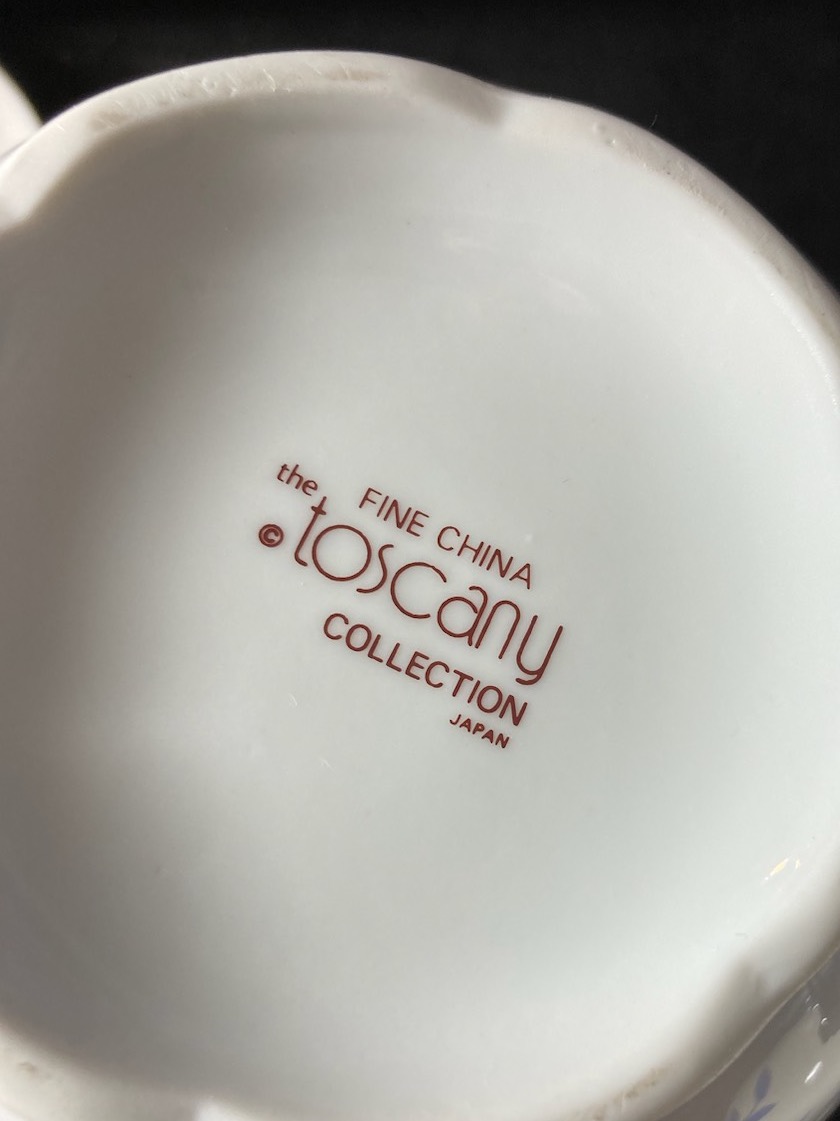 FINE CHINA
the
© toscany
COLLECTION
JAPAN